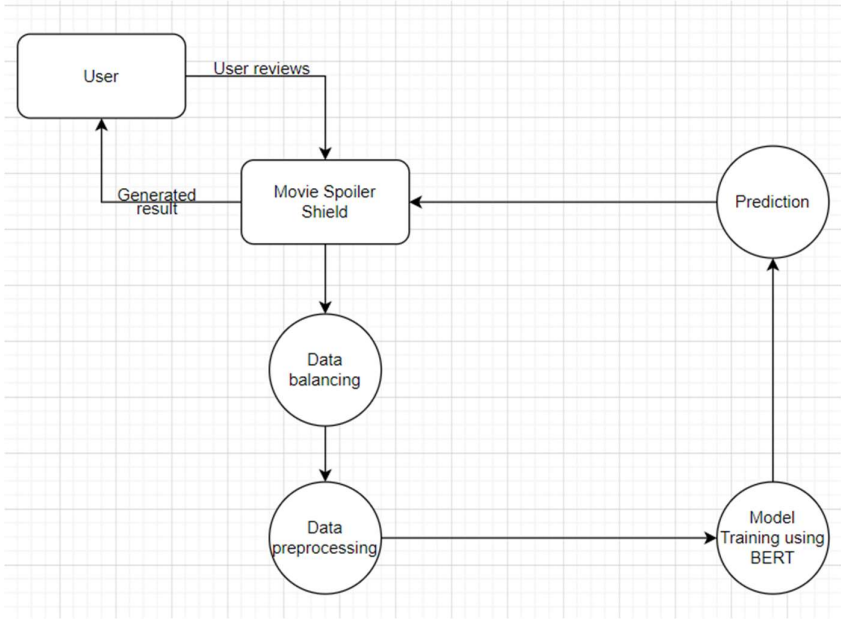 User
User reviews
Generated
result
Movie Spoiler
Shield
Prediction
Data
balancing
Data
preprocessing
Model
Training using
BERT